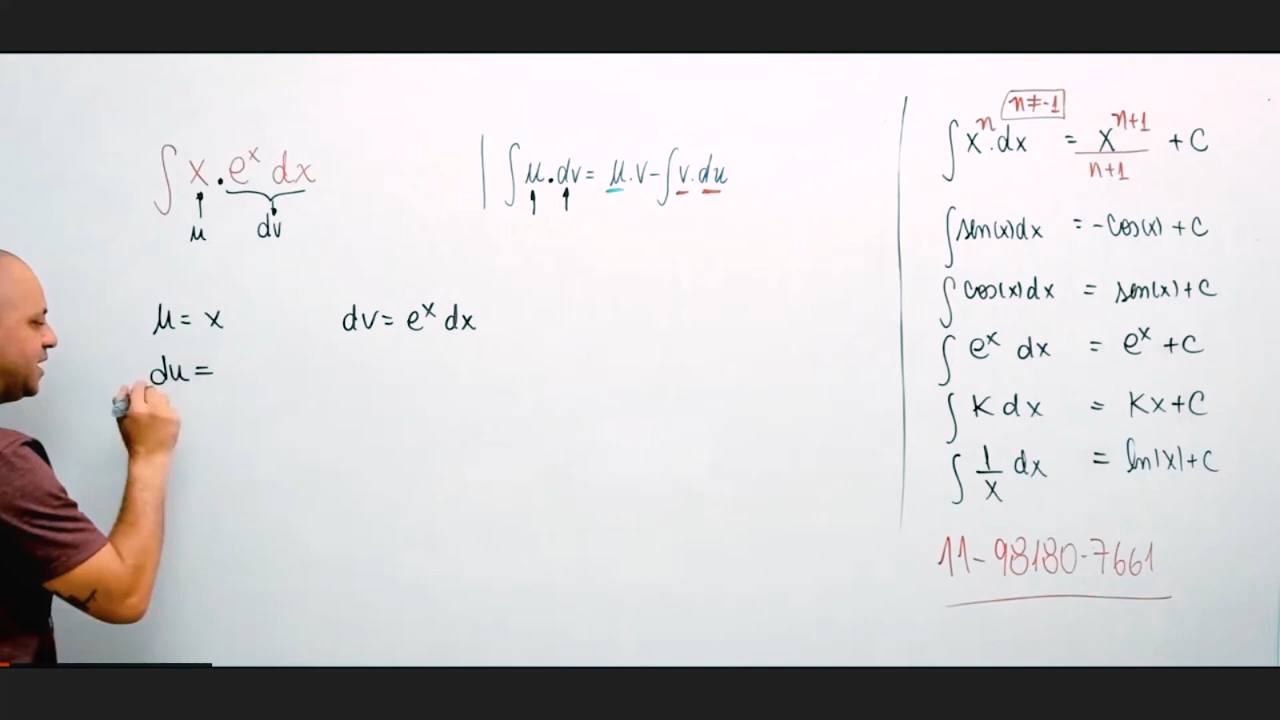 ∫ x . eˣ dx
μ dv
| ∫ μ . dv = μ . v - ∫ v . du
μ = x
dv = eˣ dx
du =
n ≠ -1
∫ xⁿ . dx = xⁿ⁺¹ / n+1 + C
∫ sen(x) dx = - cos(x) + C
∫ cos(x) dx = sen(x) + C
∫ eˣ dx = eˣ + C
∫ K dx = Kx + C
∫ 1/x dx = ln|x| + C
11-98180-7661